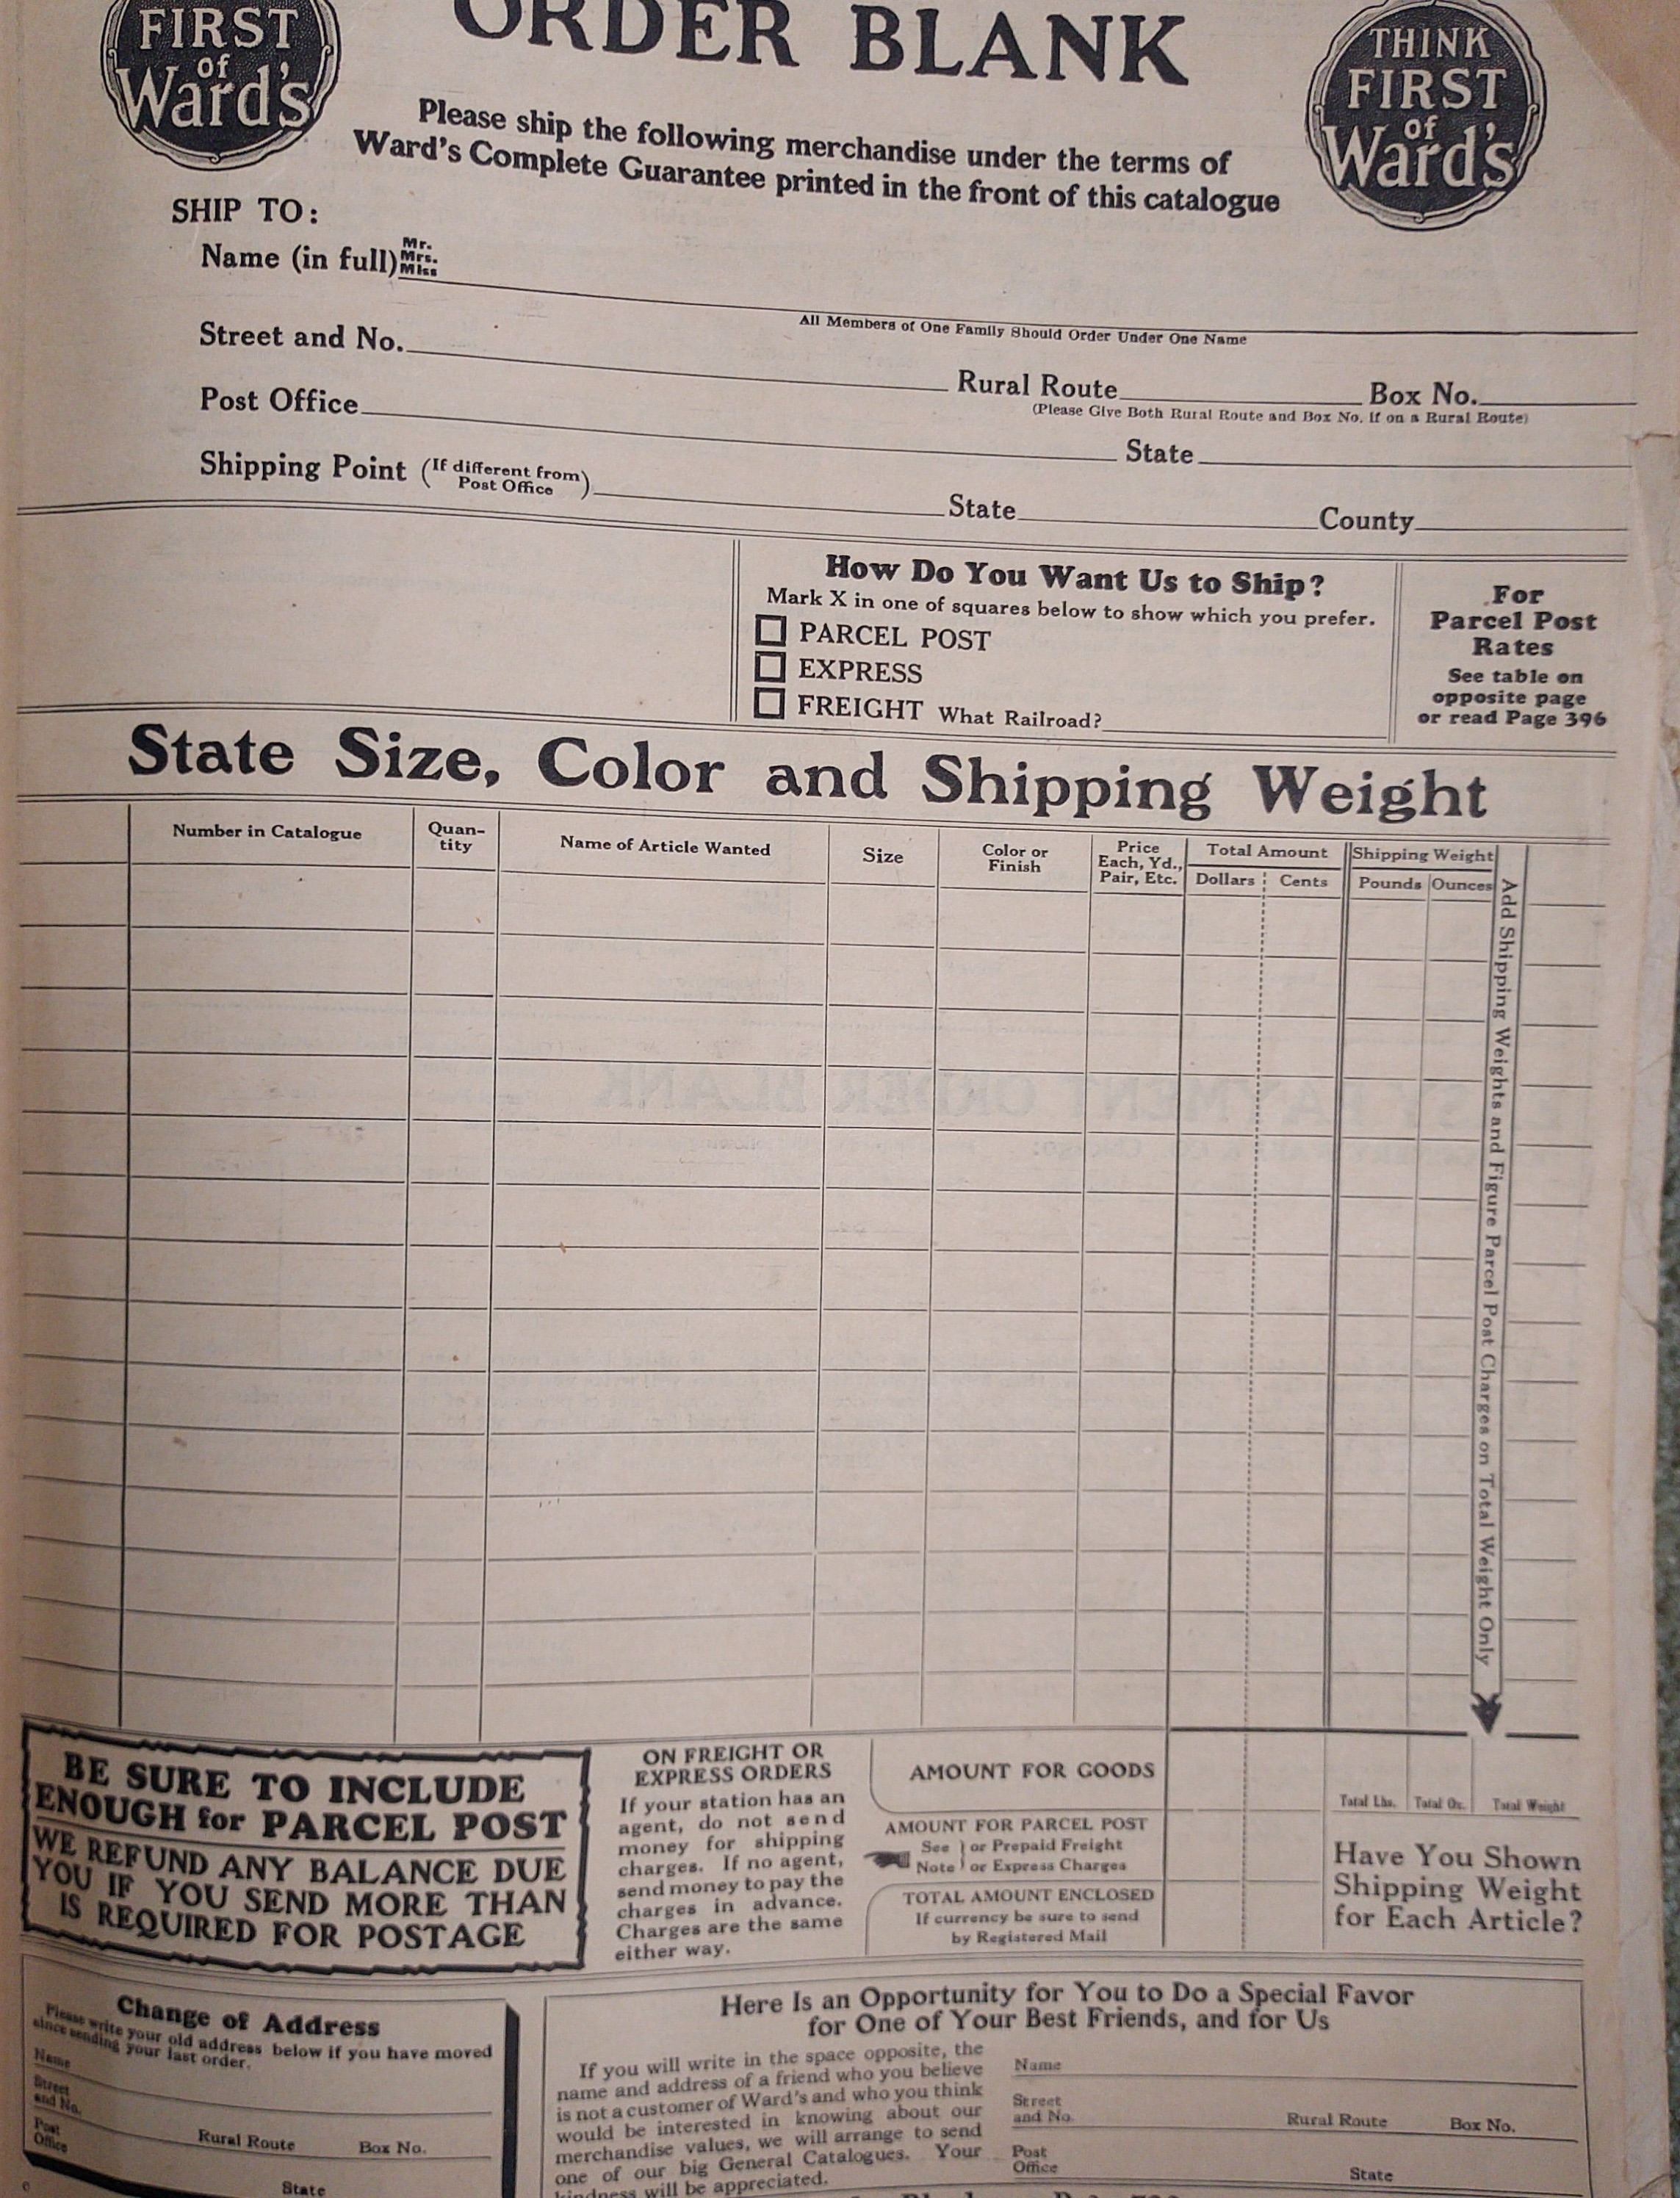 FIRST
of
Ward's
ORDER BLANK
THINK
FIRST
of
Ward's
Please ship the following merchandise under the terms of
Ward's Complete Guarantee printed in the front of this catalogue
SHIP TO:
Name (in full) Mr.
Mrs.
Miss
All Members of One Family Should Order Under One Name
Street and No. Rural Route Box No.
(Please Give Both Rural Route and Box No. if on a Rural Route)
Post Office State
Shipping Point (If different from
Post Office) State County
How Do You Want Us to Ship?
Mark X in one of squares below to show which you prefer.
PARCEL POST
EXPRESS
FREIGHT What Railroad?
For
Parcel Post
Rates
See table on
opposite page
or read Page 396
State Size, Color and Shipping Weight
Number in Catalogue
Quan-
tity
Name of Article Wanted
Size
Color or
Finish
Price
Each, Yd.,
Pair, Etc.
Total Amount
Dollars Cents
Shipping Weight
Pounds Ounces
Add Shipping Weights and Figure Parcel Post Charges on Total Weight Only
BE SURE TO INCLUDE
ENOUGH for PARCEL POST
WE REFUND ANY BALANCE DUE
YOU IF YOU SEND MORE THAN
IS REQUIRED FOR POSTAGE
ON FREIGHT OR
EXPRESS ORDERS
If your station has an
agent, do not send
money for shipping
charges. If no agent,
send money to pay the
charges in advance.
Charges are the same
either way.
AMOUNT FOR GOODS
AMOUNT FOR PARCEL POST
See } or Prepaid Freight
Note } or Express Charges
TOTAL AMOUNT ENCLOSED
If currency be sure to send
by Registered Mail
Total Lbs. Total Oz. Total Weight
Have You Shown
Shipping Weight
for Each Article?
Change of Address
Please write your old address below if you have moved
since sending your last order.
Name
Street
and No.
Post
Office
Rural Route Box No.
State
Here Is an Opportunity for You to Do a Special Favor
for One of Your Best Friends, and for Us
If you will write in the space opposite, the
name and address of a friend who you believe
is not a customer of Ward's and who you think
would be interested in knowing about our
merchandise values, we will arrange to send
one of our big General Catalogues. Your
kindness will be appreciated.
Name
Street
and No. Rural Route Box No.
Post
Office State